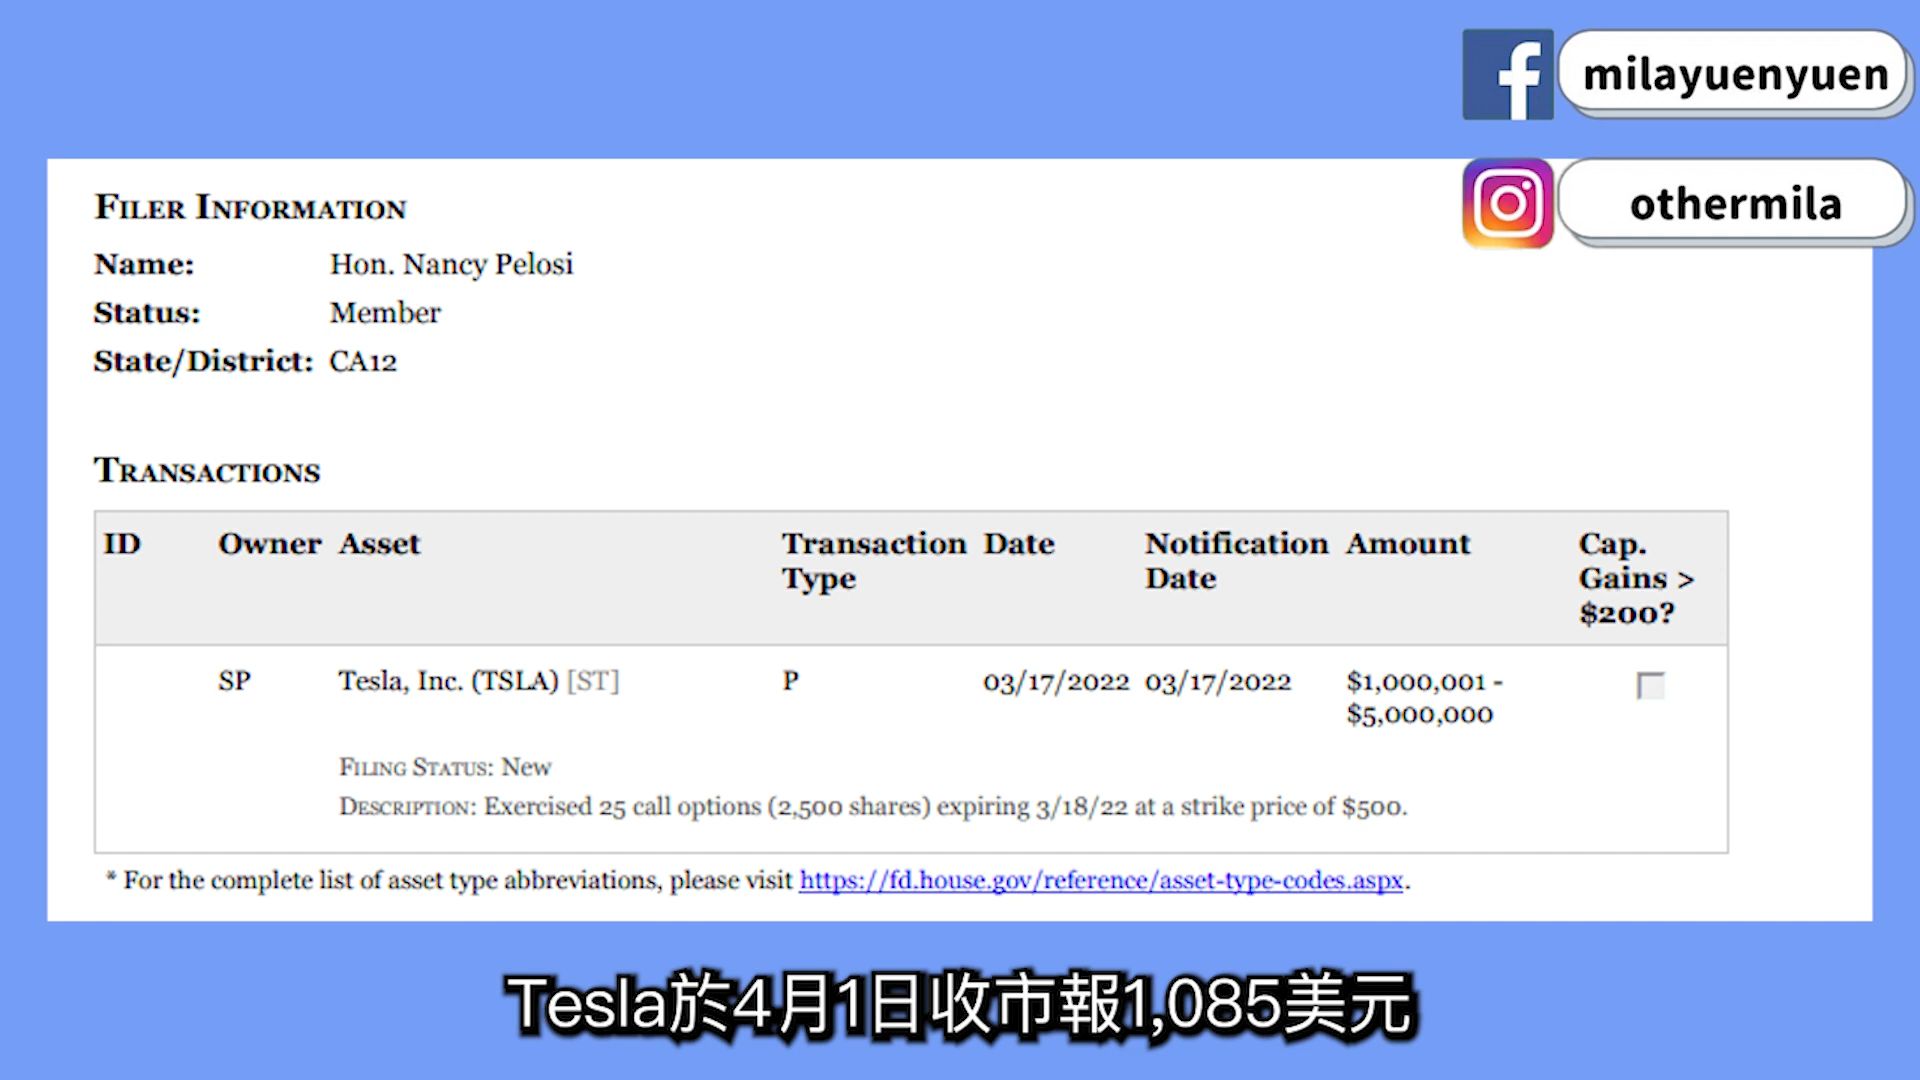 milayuenyuen
othermila
FILER INFORMATION
Name: Hon. Nancy Pelosi
Status: Member
State/District: CA12
TRANSACTIONS
ID Owner Asset Transaction Type Date Notification Date Amount Cap. Gains > $200?
SP Tesla, Inc. (TSLA) [ST] P 03/17/2022 03/17/2022 $1,000,001 - $5,000,000
FILING STATUS: New
DESCRIPTION: Exercised 25 call options (2,500 shares) expiring 3/18/22 at a strike price of $500.
* For the complete list of asset type abbreviations, please visit https://fd.house.gov/reference/asset-type-codes.aspx.
Tesla於4月1日收市報1,085美元